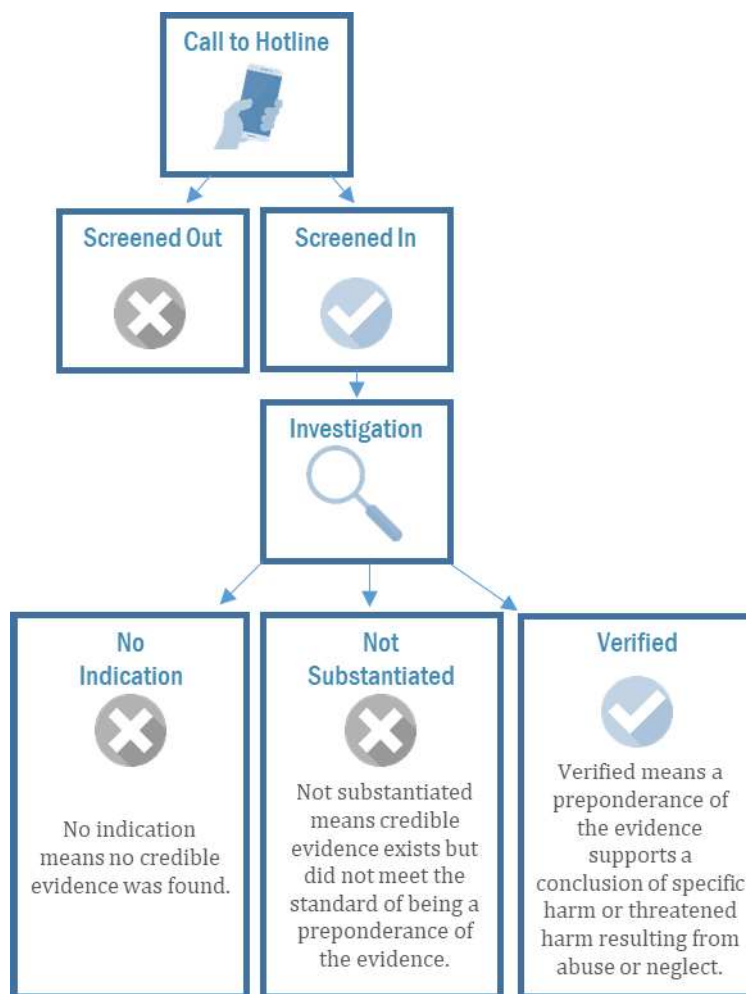 Call to Hotline
Screened Out
Screened In
Investigation
No
Indication
No indication
means no credible
evidence was found.
Not
Substantiated
Not substantiated
means credible
evidence exists but
did not meet the
standard of being a
preponderance of
the evidence.
Verified
Verified means a
preponderance of
the evidence
supports a
conclusion of specific
harm or threatened
harm resulting from
abuse or neglect.